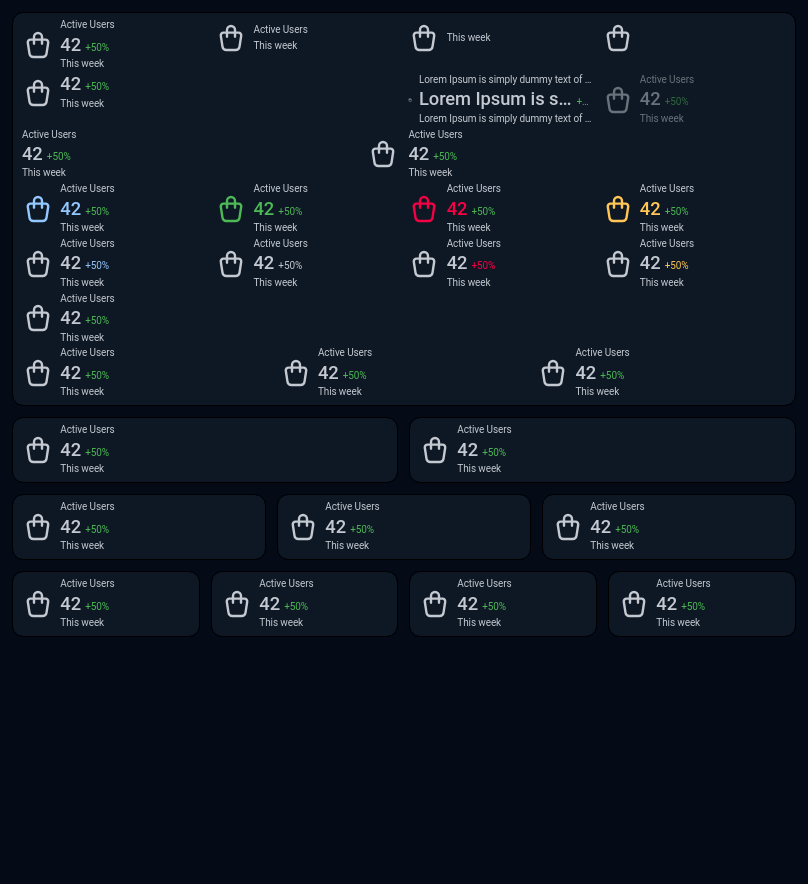 Active Users
42 +50%
This week
Active Users
This week
This week
42 +50%
This week
Lorem Ipsum is simply dummy text of ...
Lorem Ipsum is s... +...
Lorem Ipsum is simply dummy text of ...
Active Users
42 +50%
This week
Active Users
42 +50%
This week
Active Users
42 +50%
This week
Active Users
42 +50%
This week
Active Users
42 +50%
This week
Active Users
42 +50%
This week
Active Users
42 +50%
This week
Active Users
42 +50%
This week
Active Users
42 +50%
This week
Active Users
42 +50%
This week
Active Users
42 +50%
This week
Active Users
42 +50%
This week
Active Users
42 +50%
This week
Active Users
42 +50%
This week
Active Users
42 +50%
This week
Active Users
42 +50%
This week
Active Users
42 +50%
This week
Active Users
42 +50%
This week
Active Users
42 +50%
This week
Active Users
42 +50%
This week
Active Users
42 +50%
This week
Active Users
42 +50%
This week
Active Users
42 +50%
This week
Active Users
42 +50%
This week